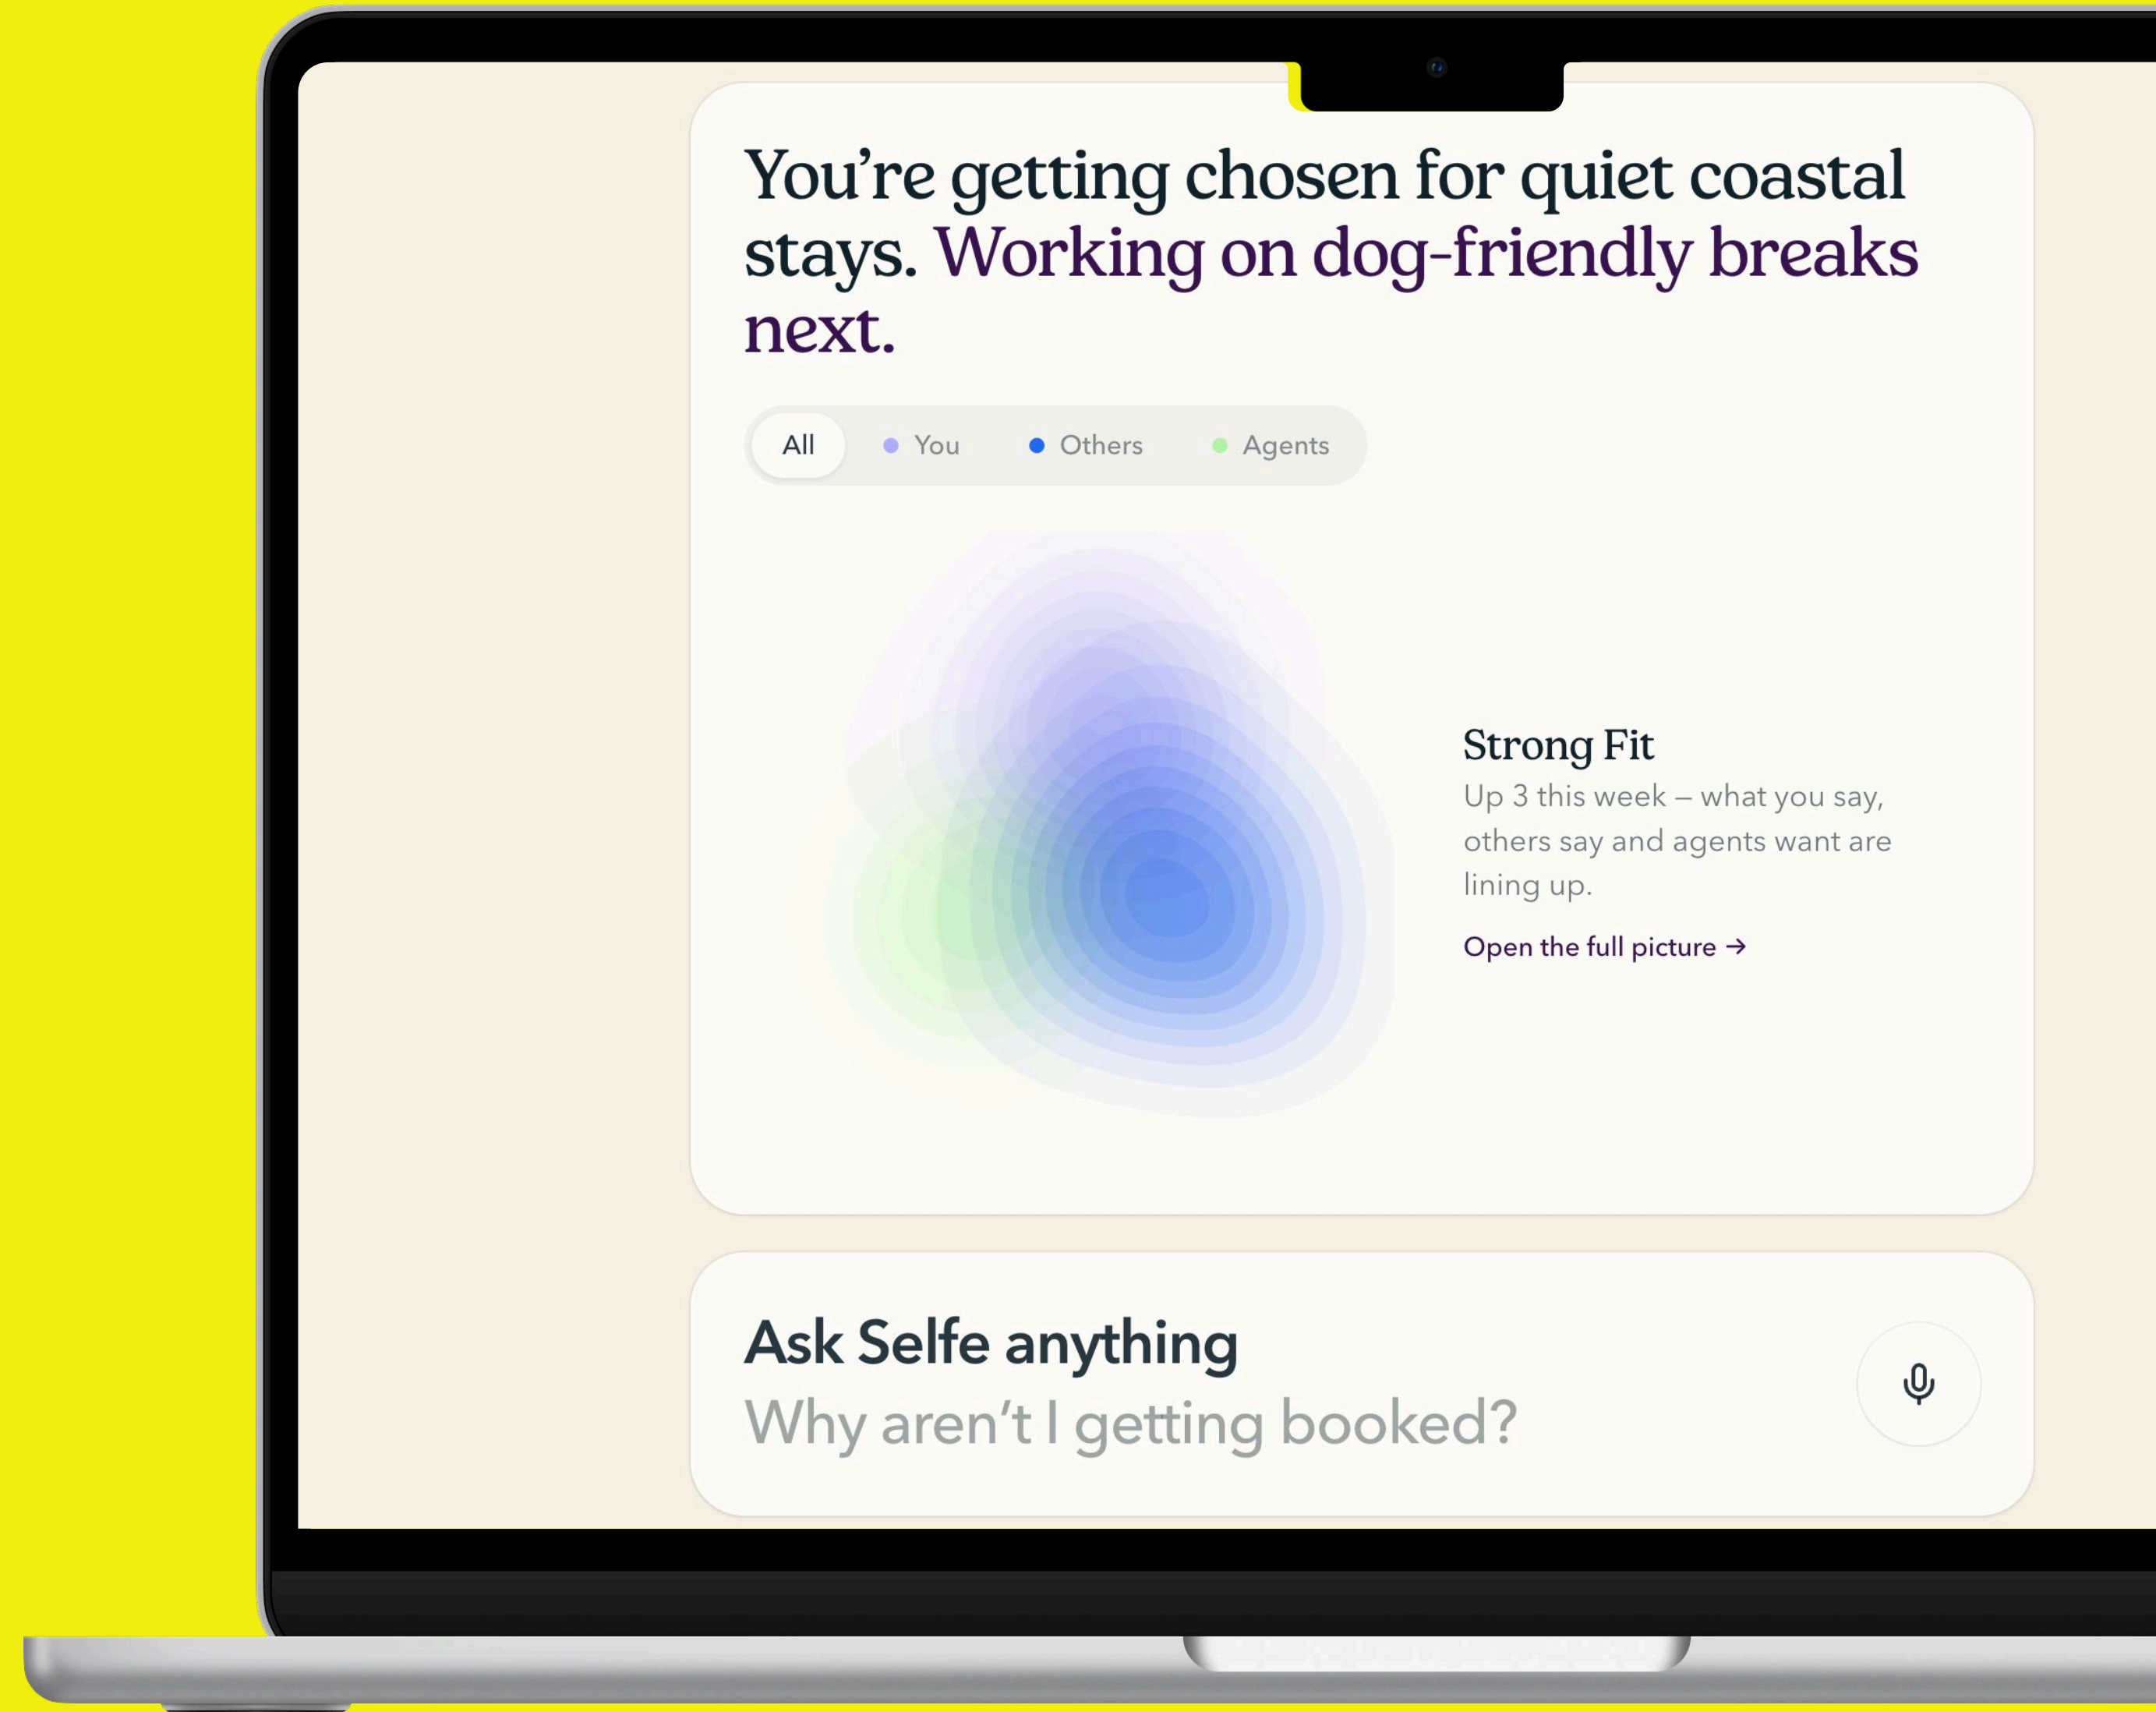 You’re getting chosen for quiet coastal
stays. Working on dog-friendly breaks
next.
All
You
Others
Agents
Strong Fit
Up 3 this week – what you say,
others say and agents want are
lining up.
Open the full picture →
Ask Selfe anything
Why aren’t I getting booked?